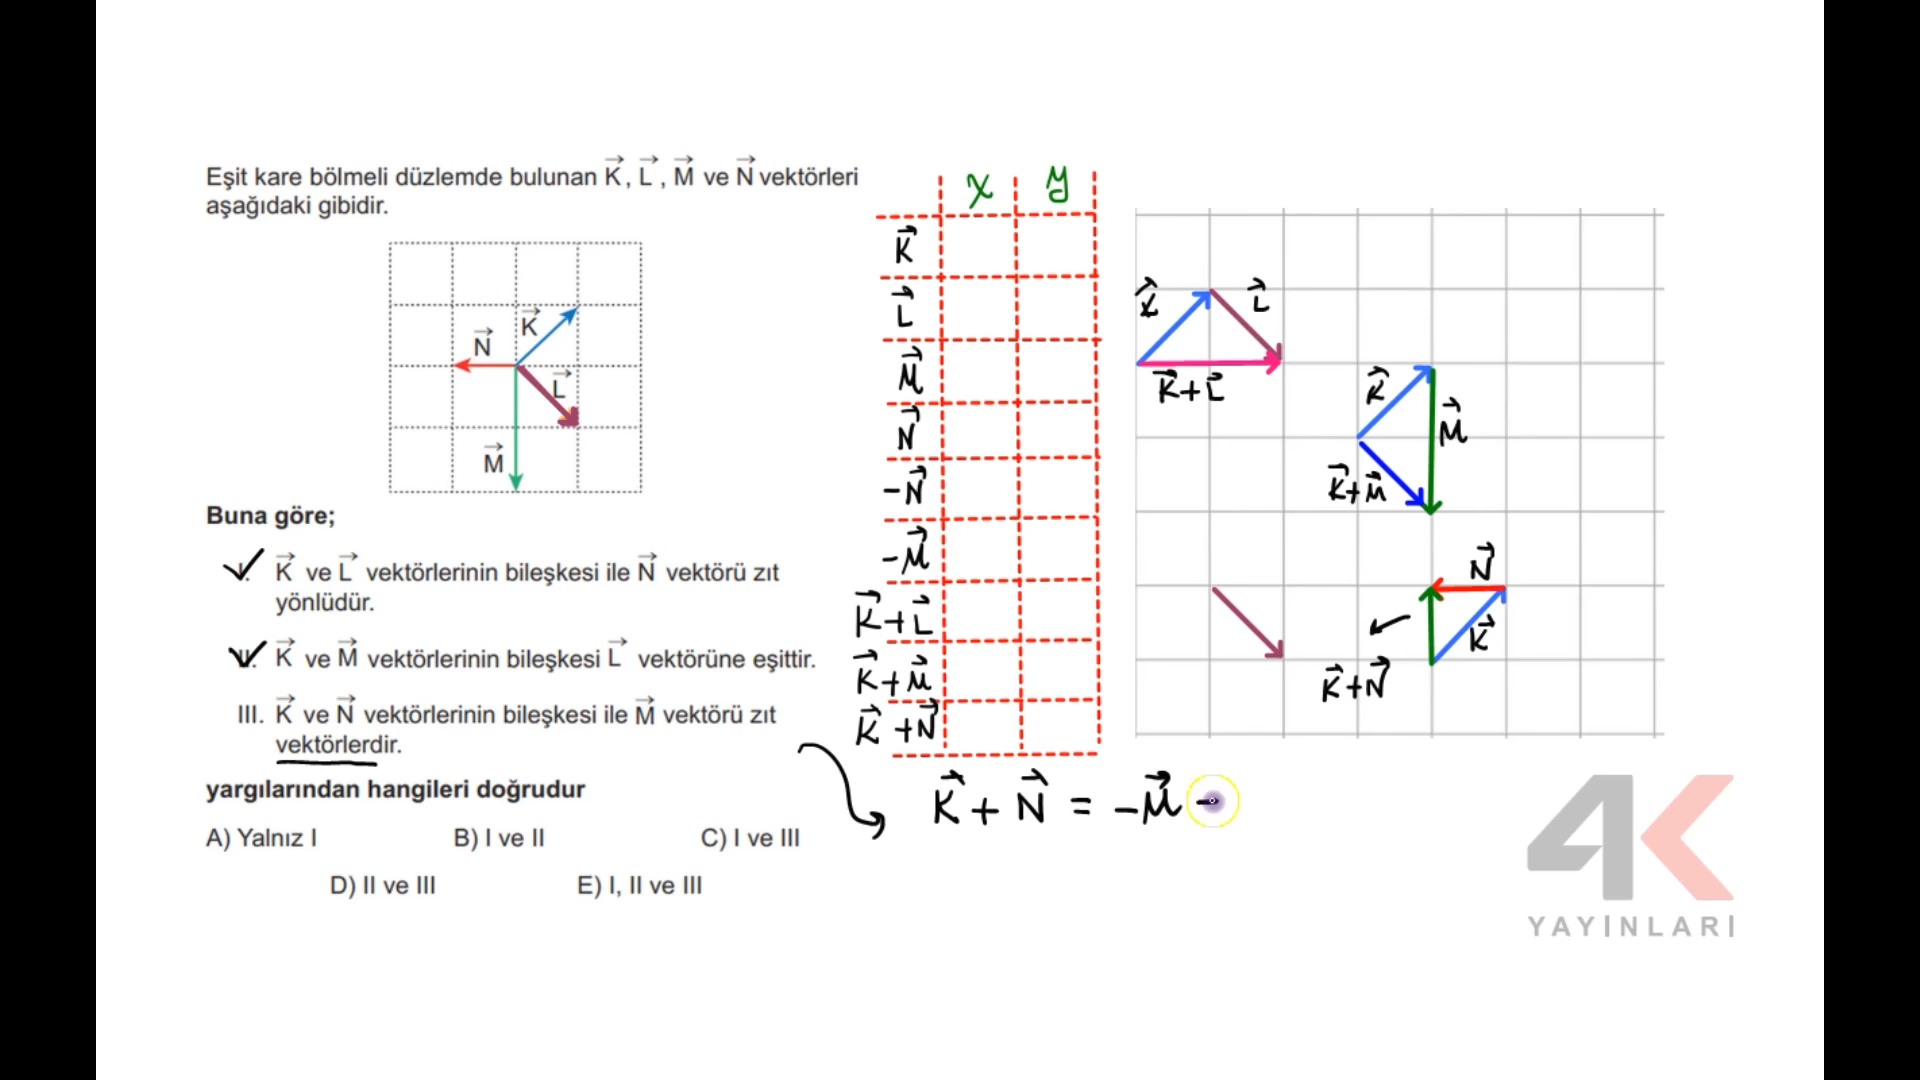 Eşit kare bölmeli düzlemde bulunan K⃗, L⃗, M⃗ ve N⃗ vektörleri
aşağıdaki gibidir.
K⃗
N⃗
L⃗
M⃗
Buna göre;
I. K⃗ ve L⃗ vektörlerinin bileşkesi ile N⃗ vektörü zıt
yönlüdür.
II. K⃗ ve M⃗ vektörlerinin bileşkesi L⃗ vektörüne eşittir.
III. K⃗ ve N⃗ vektörlerinin bileşkesi ile M⃗ vektörü zıt
vektörlerdir.
yargılarından hangileri doğrudur
A) Yalnız I B) I ve II C) I ve III
D) II ve III E) I, II ve III
x y
K⃗
L⃗
M⃗
N⃗
-N⃗
-M⃗
K⃗+L⃗
K⃗+M⃗
K⃗+N⃗
K⃗ + N⃗ = -M⃗ -
K⃗ L⃗
K⃗+L⃗
K⃗
M⃗
K⃗+M⃗
N⃗
K⃗
K⃗+N⃗
4K
YAYINLARI